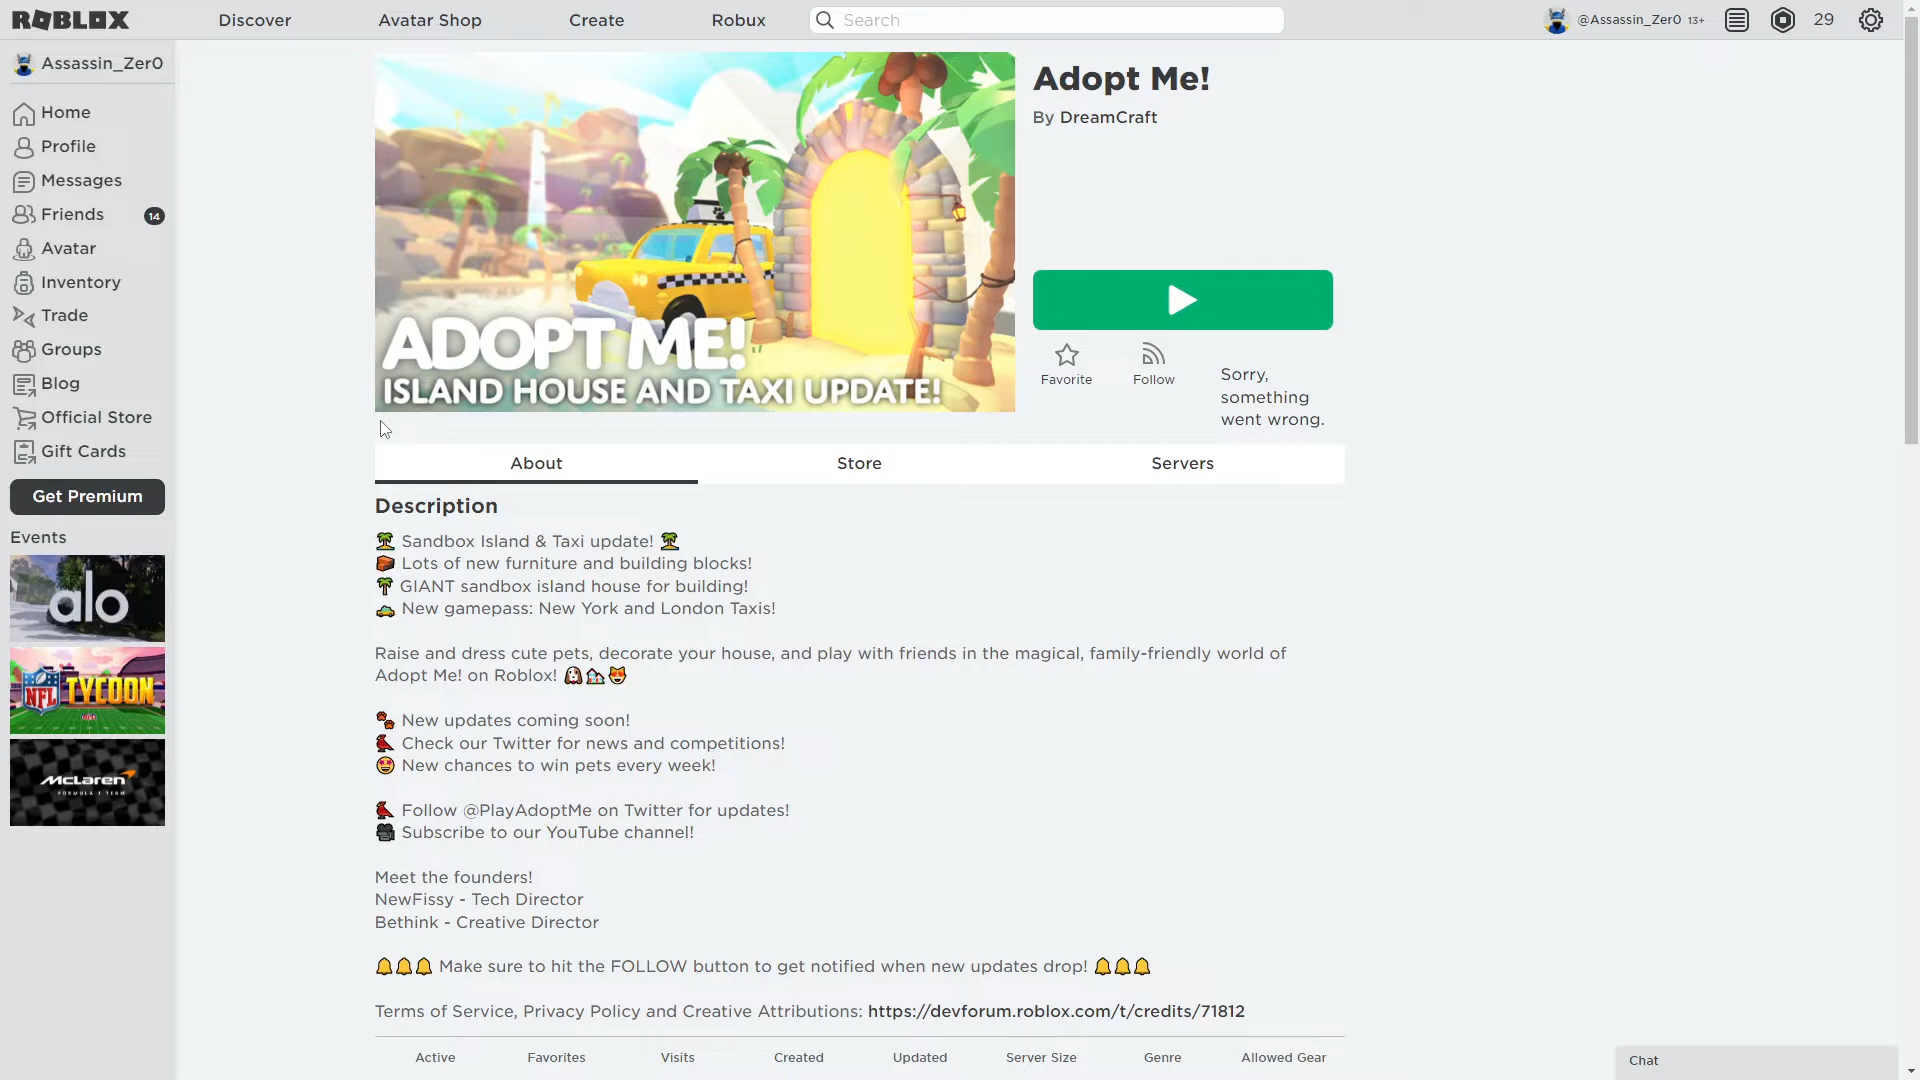 ROBLOX
Discover
Avatar Shop
Create
Robux
Search
@Assassin_Zer0 13+
29
Assassin_Zer0
Home
Profile
Messages
Friends 14
Avatar
Inventory
Trade
Groups
Blog
Official Store
Gift Cards
Get Premium
Events
alo
NFL TYCOON
McLaren
FORMULA 1 TEAM
ADOPT ME!
ISLAND HOUSE AND TAXI UPDATE!
Adopt Me!
By DreamCraft
Favorite
Follow
Sorry,
something
went wrong.
About
Store
Servers
Description
🏝️ Sandbox Island & Taxi update! 🏝️
🧱 Lots of new furniture and building blocks!
🌴 GIANT sandbox island house for building!
🚕 New gamepass: New York and London Taxis!
Raise and dress cute pets, decorate your house, and play with friends in the magical, family-friendly world of
Adopt Me! on Roblox! 🐶🏠😻
🐾 New updates coming soon!
🐦 Check our Twitter for news and competitions!
🤩 New chances to win pets every week!
🐦 Follow @PlayAdoptMe on Twitter for updates!
🎥 Subscribe to our YouTube channel!
Meet the founders!
NewFissy - Tech Director
Bethink - Creative Director
🔔🔔🔔 Make sure to hit the FOLLOW button to get notified when new updates drop! 🔔🔔🔔
Terms of Service, Privacy Policy and Creative Attributions: https://devforum.roblox.com/t/credits/71812
Active
Favorites
Visits
Created
Updated
Server Size
Genre
Allowed Gear
Chat